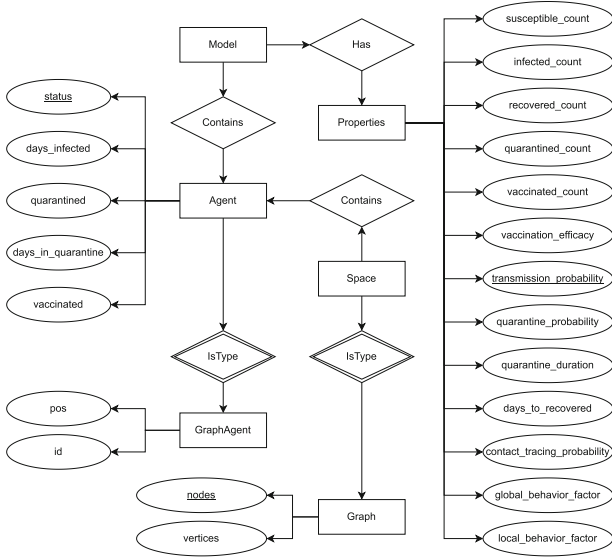 susceptible_count
Model
Has
infected_count
status
recovered_count
Contains
Properties
days_infected
quarantined_count
vaccinated_count
quarantined
Agent
Contains
vaccination_efficacy
days_in_quarantine
Space
transmission_probability
vaccinated
quarantine_probability
IsType
IsType
quarantine_duration
pos
days_to_recovered
GraphAgent
id
contact_tracing_probability
nodes
global_behavior_factor
Graph
vertices
local_behavior_factor